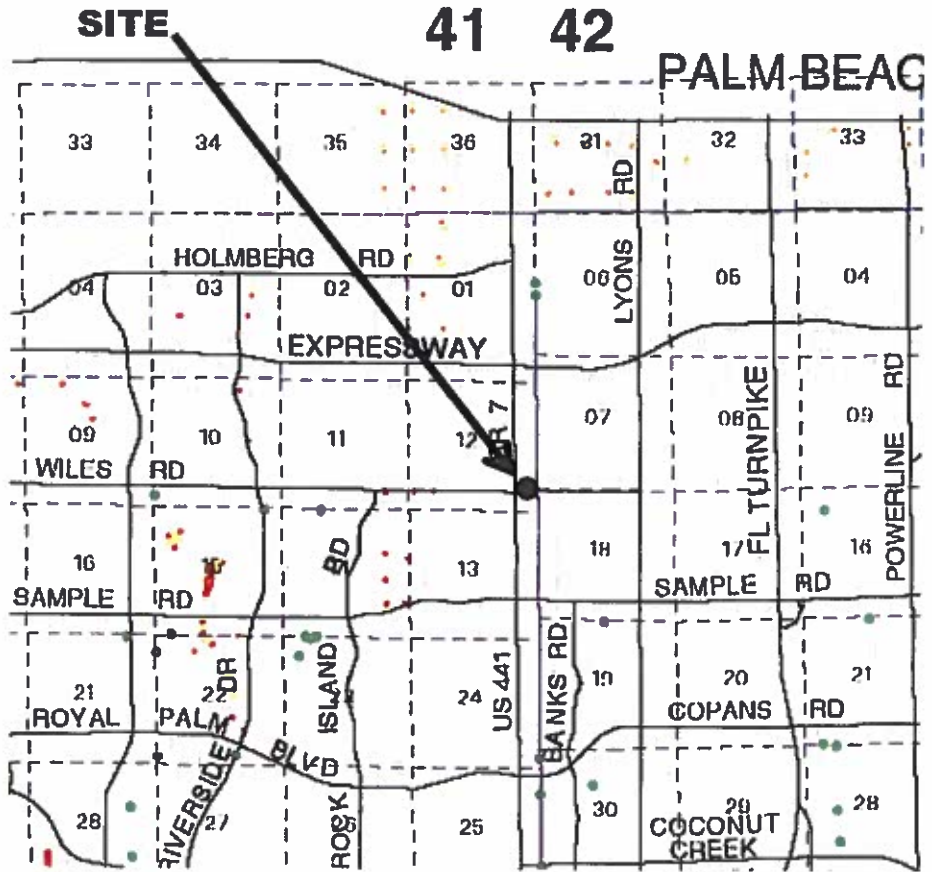 SITE
41 42
PALM BEAC
33 34 35 36 31 32 33
LYONS RD
HOLMBERG RD
04 03 02 01 06 05 04
EXPRESSWAY
09 10 11 12 07 08 09
SR 7
FL TURNPIKE
POWERLINE RD
WILES RD
16 13 18 17 16
BD
SAMPLE RD
SAMPLE RD
21 22 24 19 20 21
DR
ISLAND
US 441
BANKS RD
ROYAL PALM BLVD
COPANS RD
RIVERSIDE
ROCK
28 27 25 30 29 28
COCONUT
CREEK